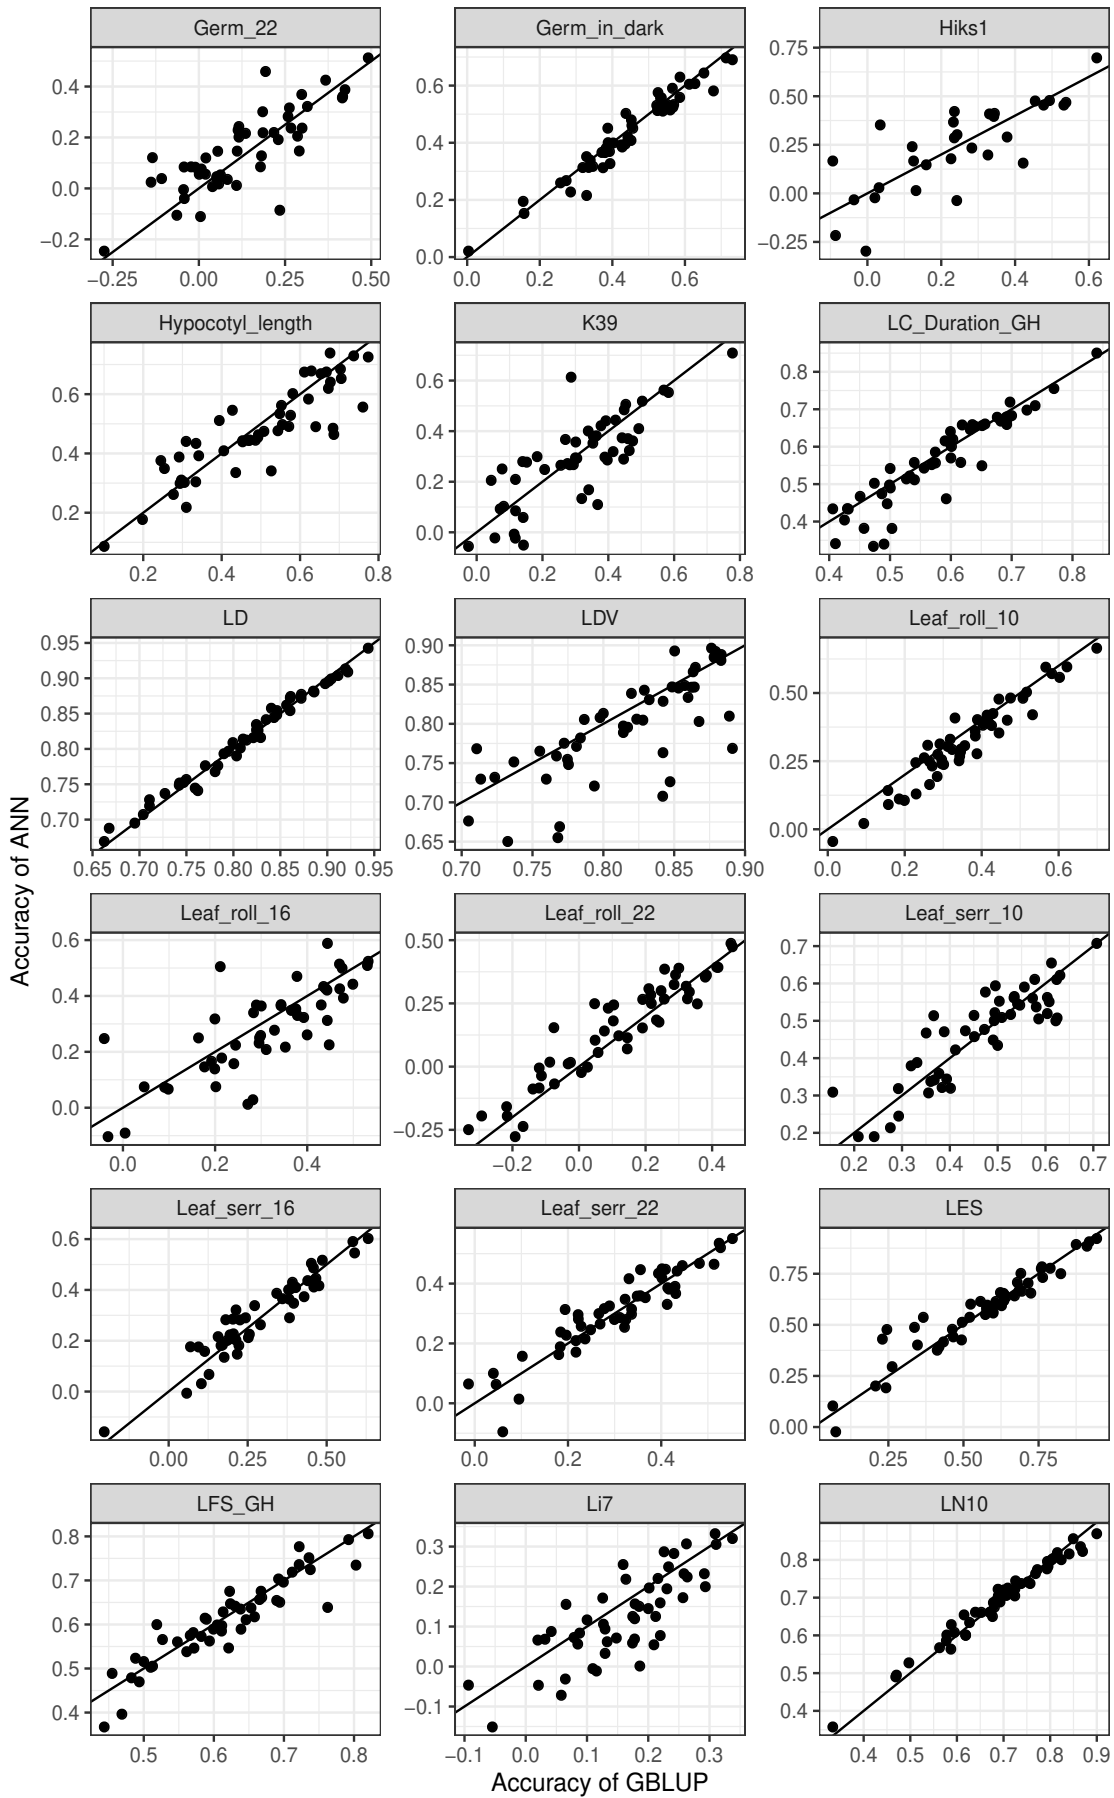 Germ_22 Germ_in_dark Hiks1
0.4 0.2 0.0 −0.2
−0.25 0.00 0.25 0.50
0.6 0.4 0.2 0.0
0.0 0.2 0.4 0.6
0.75 0.50 0.25 0.00 −0.25
0.0 0.2 0.4 0.6
Hypocotyl_length K39 LC_Duration_GH
0.6 0.4 0.2
0.2 0.4 0.6 0.8
0.6 0.4 0.2 0.0
0.0 0.2 0.4 0.6 0.8
0.8 0.7 0.6 0.5 0.4
0.4 0.5 0.6 0.7 0.8
LD LDV Leaf_roll_10
0.95 0.90 0.85 0.80 0.75 0.70
0.65 0.70 0.75 0.80 0.85 0.90 0.95
0.90 0.85 0.80 0.75 0.70 0.65
0.70 0.75 0.80 0.85 0.90
0.50 0.25 0.00
0.0 0.2 0.4 0.6
Accuracy of ANN
Leaf_roll_16 Leaf_roll_22 Leaf_serr_10
0.6 0.4 0.2 0.0
0.0 0.2 0.4
0.50 0.25 0.00 −0.25
−0.2 0.0 0.2 0.4
0.7 0.6 0.5 0.4 0.3 0.2
0.2 0.3 0.4 0.5 0.6 0.7
Leaf_serr_16 Leaf_serr_22 LES
0.6 0.4 0.2 0.0
0.00 0.25 0.50
0.4 0.2 0.0
0.0 0.2 0.4
0.75 0.50 0.25 0.00
0.25 0.50 0.75
LFS_GH Li7 LN10
0.8 0.7 0.6 0.5 0.4
0.5 0.6 0.7 0.8
0.3 0.2 0.1 0.0 −0.1
−0.1 0.0 0.1 0.2 0.3
0.8 0.7 0.6 0.5 0.4
0.4 0.5 0.6 0.7 0.8 0.9
Accuracy of GBLUP